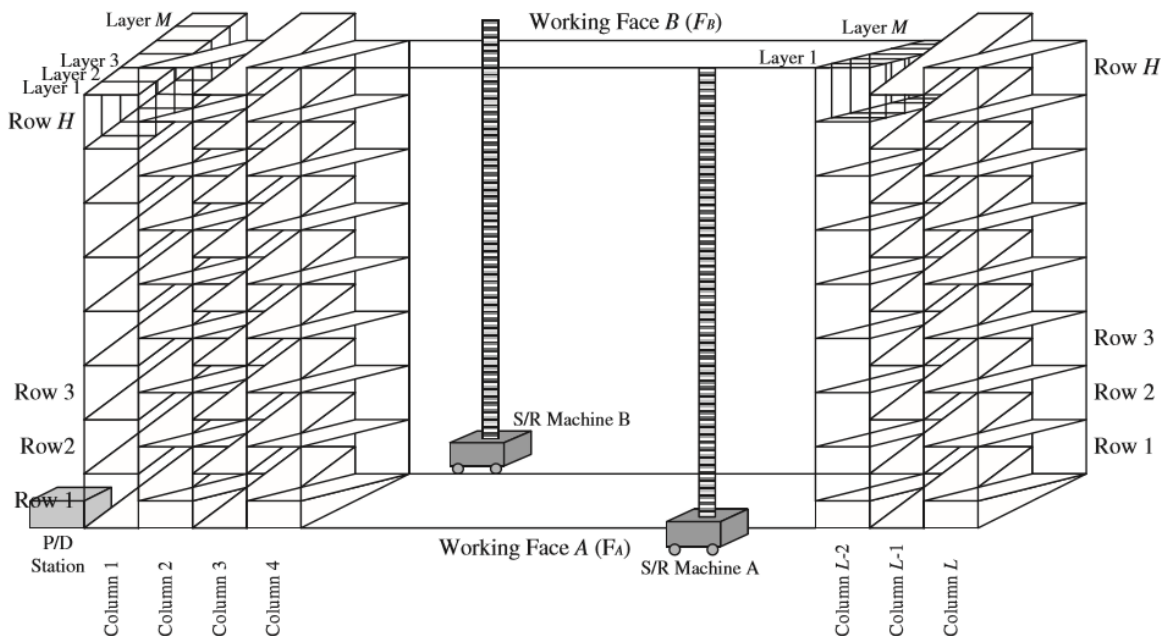 Working Face B (F_B)
Layer M
Layer 3
Layer 2
Layer 1
Row H
Layer M
Layer 1
Row H
Row 3
Row2
Row 1
P/D
Station
Column 1
Column 2
Column 3
Column 4
S/R Machine B
Working Face A (F_A)
S/R Machine A
Row 3
Row 2
Row 1
Column L-2
Column L-1
Column L